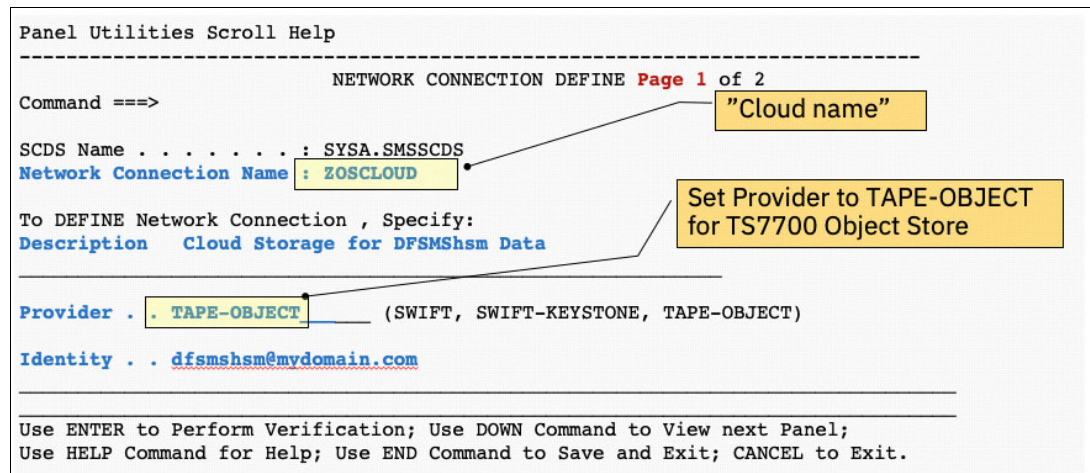 Panel Utilities Scroll Help
------------------------------------------------------------------------------
NETWORK CONNECTION DEFINE Page 1 of 2
Command ===>
"Cloud name"
SCDS Name . . . . . . . : SYSA.SMSSCDS
Network Connection Name : ZOSCLOUD
Set Provider to TAPE-OBJECT
for TS7700 Object Store
To DEFINE Network Connection , Specify:
Description Cloud Storage for DFSMShsm Data
Provider . . TAPE-OBJECT______ (SWIFT, SWIFT-KEYSTONE, TAPE-OBJECT)
Identity . . dfsmshsm@mydomain.com
Use ENTER to Perform Verification; Use DOWN Command to View next Panel;
Use HELP Command for Help; Use END Command to Save and Exit; CANCEL to Exit.